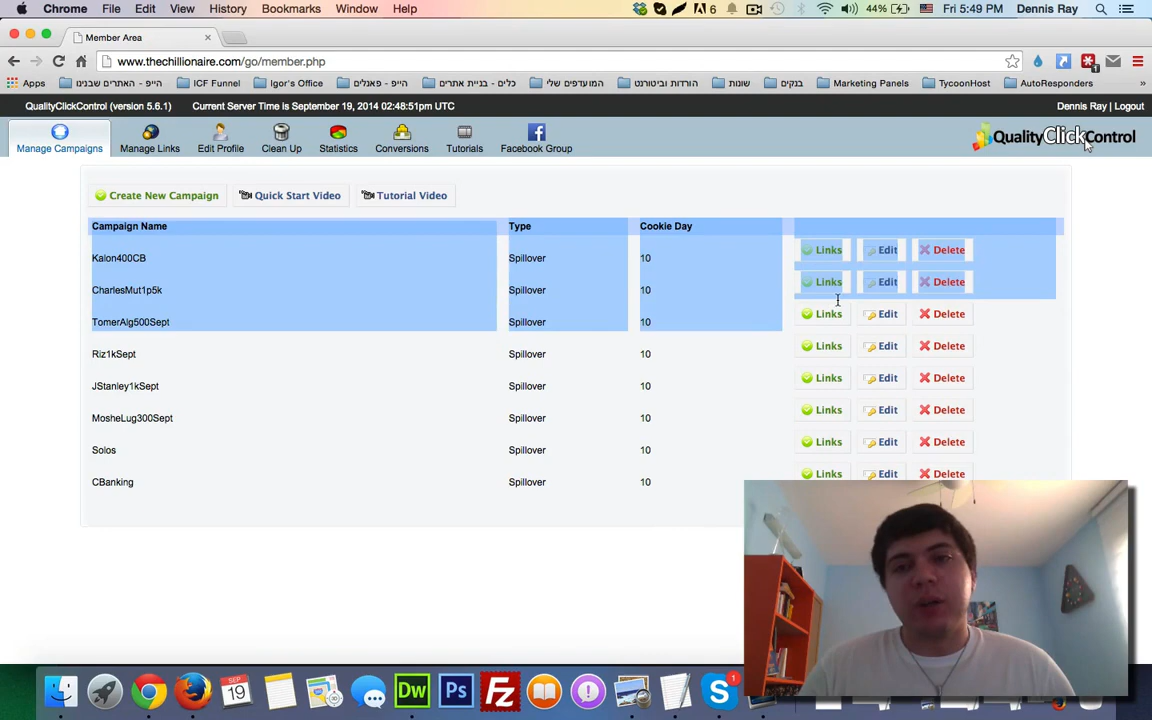 Chrome File Edit View History Bookmarks Window Help 6 44% Fri 5:49 PM Dennis Ray
Member Area
www.thechillionaire.com/go/member.php
Apps הייפ - האתרים שבנינו ICF Funnel Igor's Office הייפ - פאנלים כלים - בניית אתרים המועדפים שלי הורדות וביטורנט שונות בנקים Marketing Panels TycoonHost AutoResponders »
QualityClickControl (version 5.6.1) Current Server Time is September 19, 2014 02:48:51pm UTC Dennis Ray | Logout
Manage Campaigns Manage Links Edit Profile Clean Up Statistics Conversions Tutorials Facebook Group QualityClickControl
Create New Campaign Quick Start Video Tutorial Video
Campaign Name Type Cookie Day
Kalon400CB Spillover 10 Links Edit Delete
CharlesMut1p5k Spillover 10 Links Edit Delete
TomerAlg500Sept Spillover 10 Links Edit Delete
Riz1kSept Spillover 10 Links Edit Delete
JStanley1kSept Spillover 10 Links Edit Delete
MosheLug300Sept Spillover 10 Links Edit Delete
Solos Spillover 10 Links Edit Delete
CBanking Spillover 10 Links Edit Delete
SEP
19 Dw Ps Fz 1